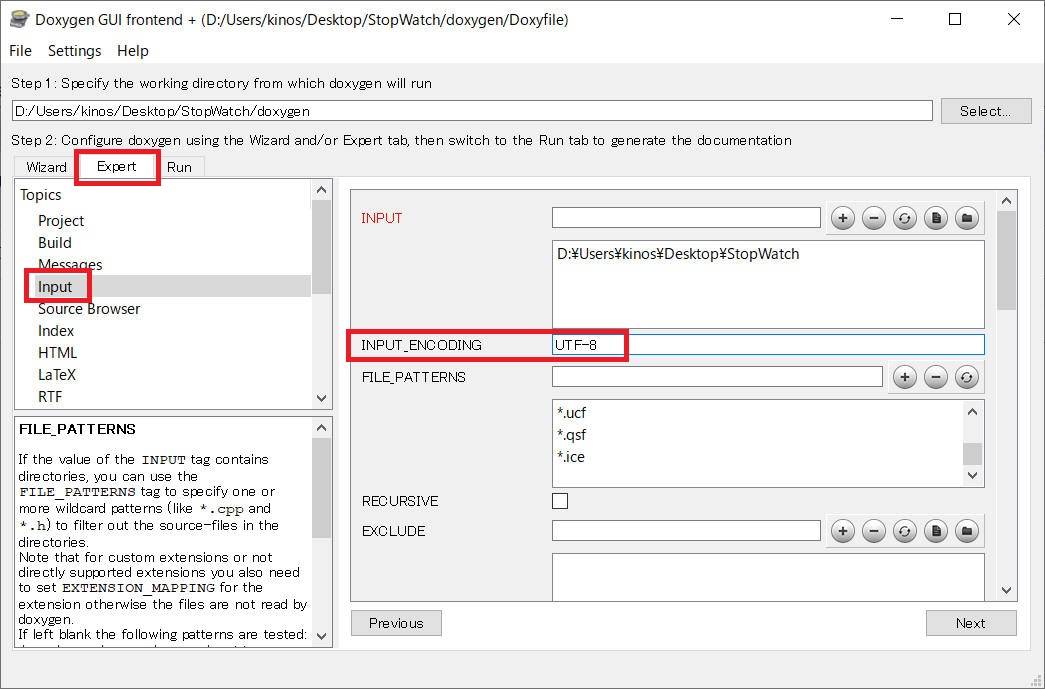 Doxygen GUI frontend + (D:/Users/kinos/Desktop/StopWatch/doxygen/Doxyfile)
File Settings Help
Step 1: Specify the working directory from which doxygen will run
D:/Users/kinos/Desktop/StopWatch/doxygen
Select...
Step 2: Configure doxygen using the Wizard and/or Expert tab, then switch to the Run tab to generate the documentation
Wizard Expert Run
Topics
Project
Build
Messages
Input
Source Browser
Index
HTML
LaTeX
RTF
FILE_PATTERNS
If the value of the INPUT tag contains
directories, you can use the
FILE_PATTERNS tag to specify one or
more wildcard patterns (like *.cpp and
*.h) to filter out the source-files in the
directories.
Note that for custom extensions or not
directly supported extensions you also need
to set EXTENSION_MAPPING for the
extension otherwise the files are not read by
doxygen.
If left blank the following patterns are tested:
INPUT
D:¥Users¥kinos¥Desktop¥StopWatch
INPUT_ENCODING UTF-8
FILE_PATTERNS
*.ucf
*.qsf
*.ice
RECURSIVE
EXCLUDE
Previous
Next